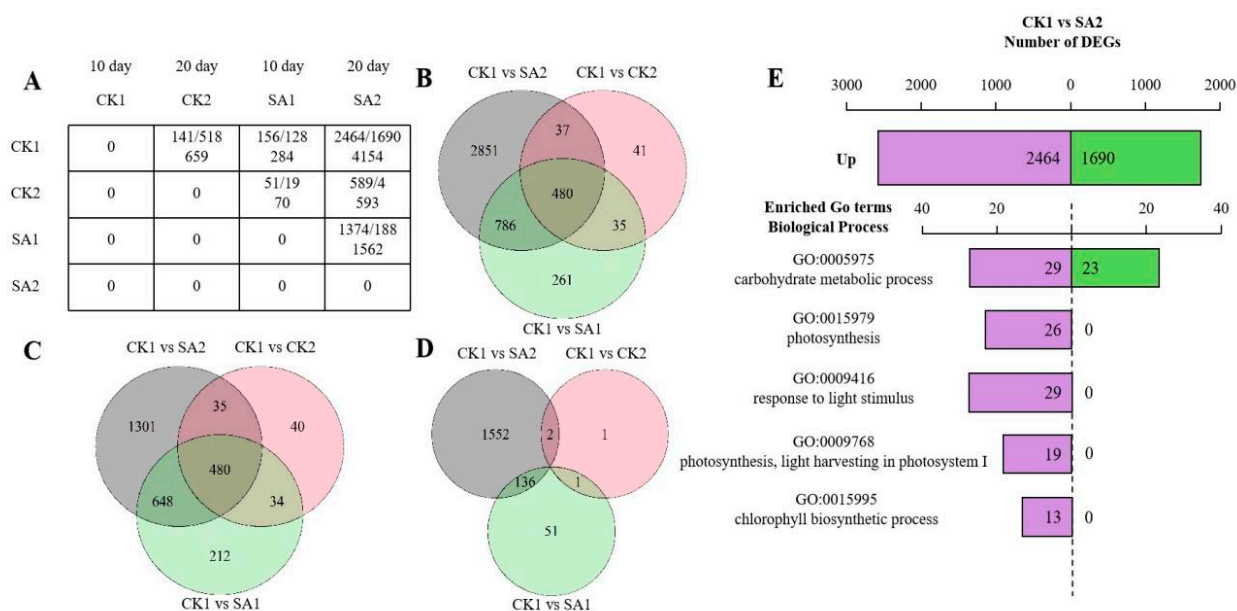 A
10 day 20 day 10 day 20 day
CK1 CK2 SA1 SA2
CK1 0 141/518 156/128 2464/1690
659 284 4154
CK2 0 0 51/19 589/4
70 593
SA1 0 0 0 1374/188
1562
SA2 0 0 0 0
B
CK1 vs SA2 CK1 vs CK2
37
2851 41
480
786 35
261
CK1 vs SA1
C
CK1 vs SA2 CK1 vs CK2
35
1301 40
480
648 34
212
CK1 vs SA1
D
CK1 vs SA2 CK1 vs CK2
1552 2 1
136 1
51
CK1 vs SA1
E
CK1 vs SA2
Number of DEGs
3000 2000 1000 0 1000 2000
Up 2464 1690
Enriched Go terms
Biological Process
40 20 0 20 40
GO:0005975
carbohydrate metabolic process
29 23
GO:0015979
photosynthesis
26 0
GO:0009416
response to light stimulus
29 0
GO:0009768
photosynthesis, light harvesting in photosystem I
19 0
GO:0015995
chlorophyll biosynthetic process
13 0